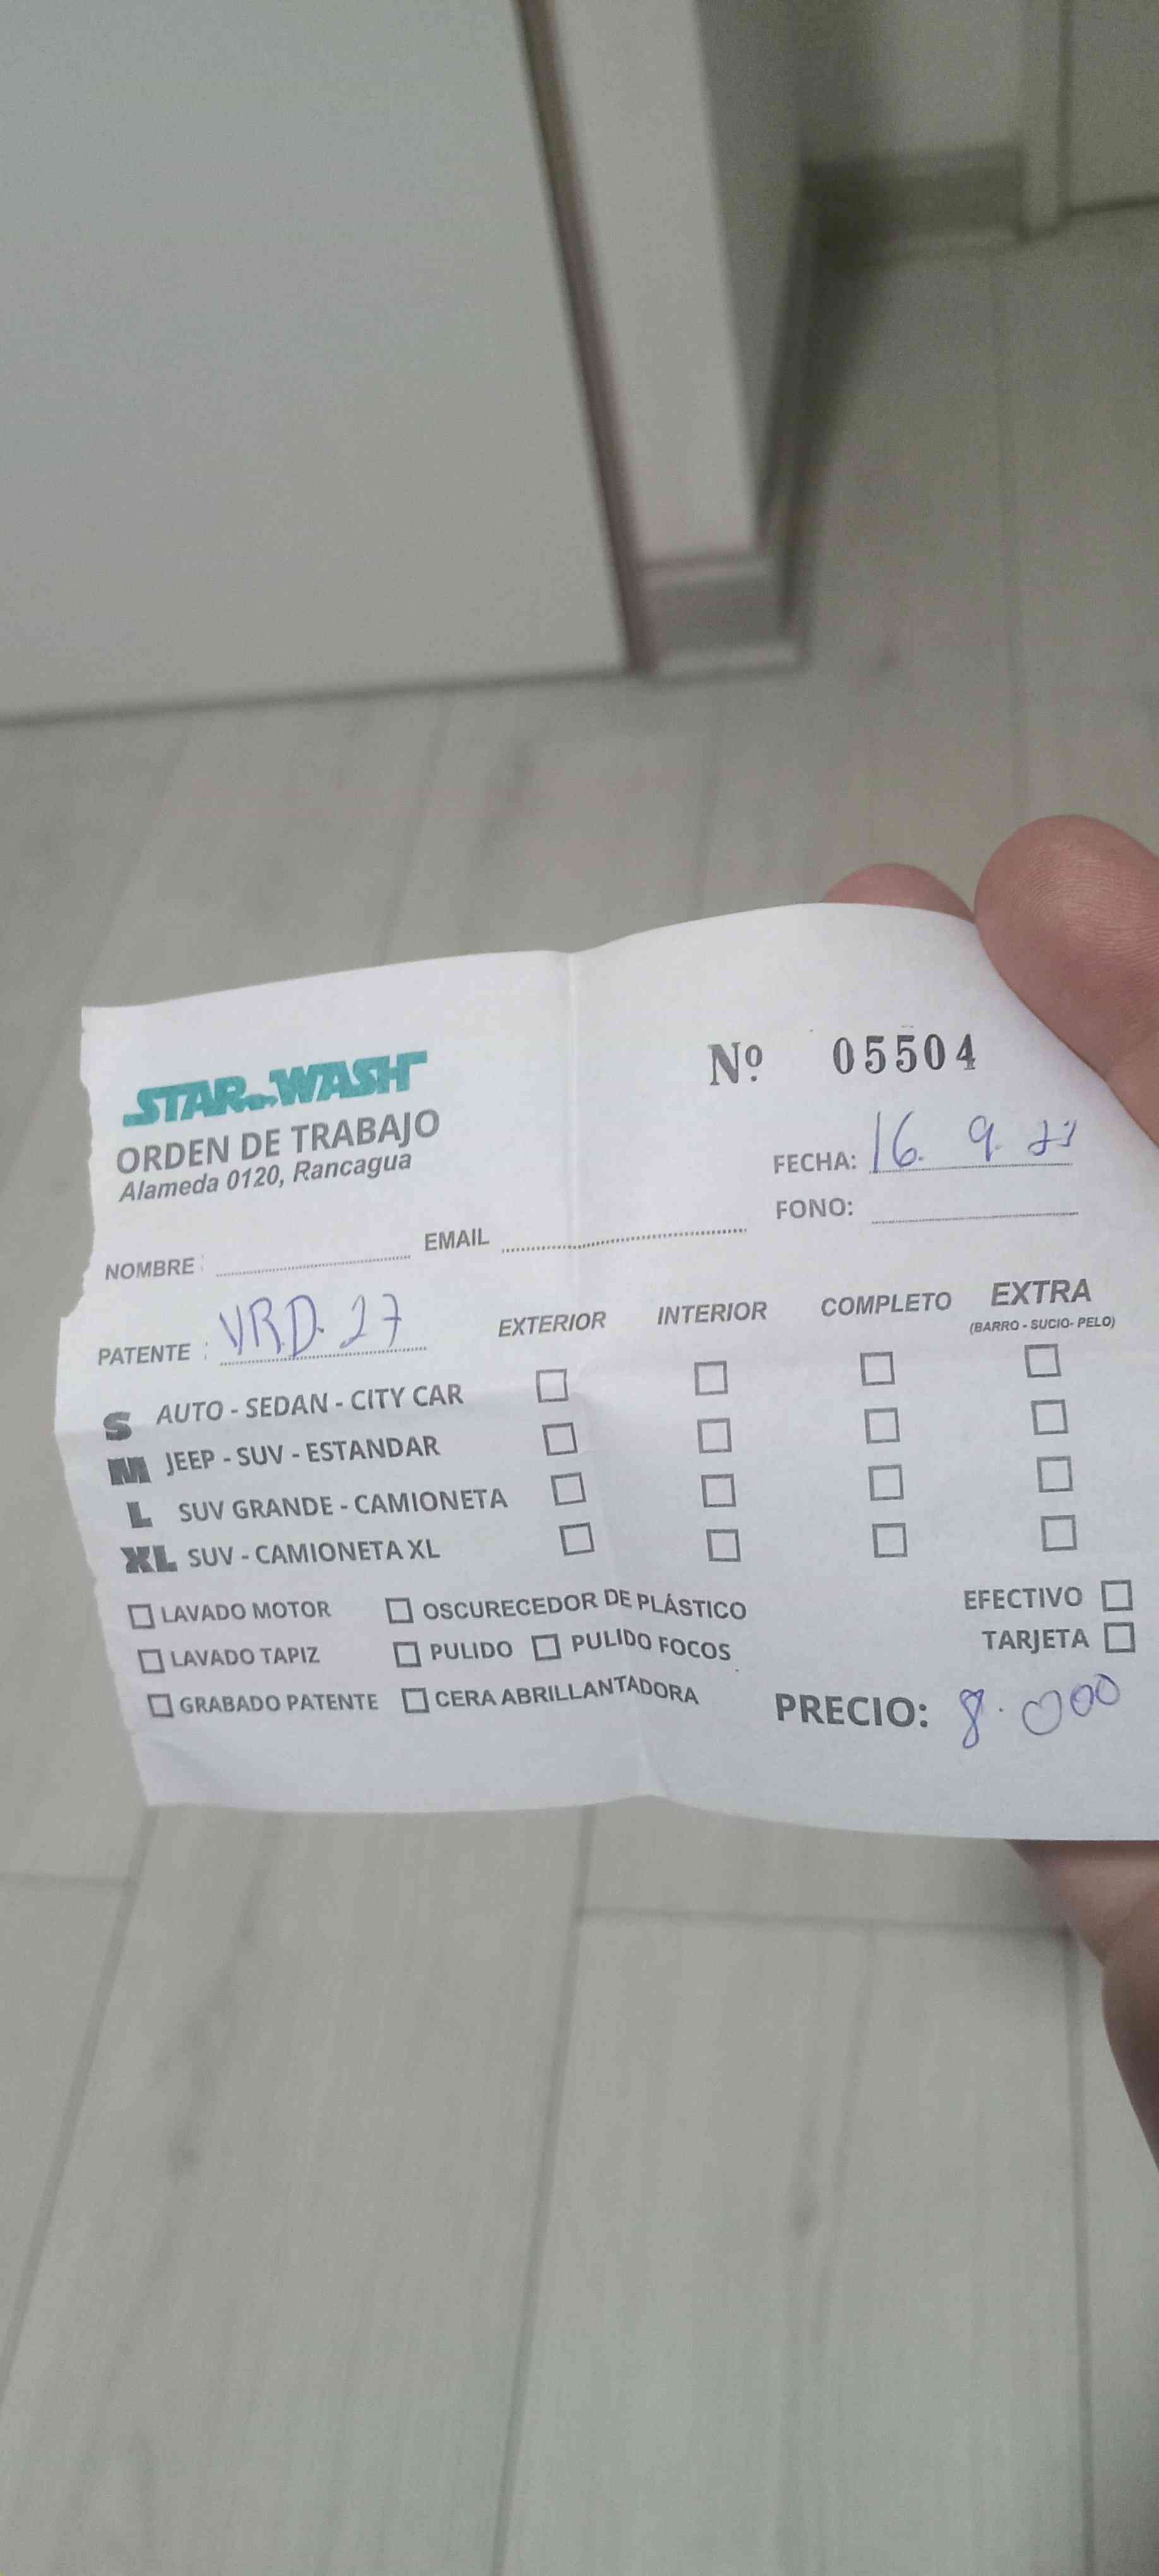 STAR WASH
Nº 05504
ORDEN DE TRABAJO
Alameda 0120, Rancagua
FECHA: 16. 9.
NOMBRE : EMAIL FONO:
PATENTE : VR.D. 27
EXTERIOR INTERIOR COMPLETO EXTRA
(BARRO - SUCIO- PELO)
S AUTO - SEDAN - CITY CAR
M JEEP - SUV - ESTANDAR
L SUV GRANDE - CAMIONETA
XL SUV - CAMIONETA XL
LAVADO MOTOR OSCURECEDOR DE PLÁSTICO EFECTIVO
LAVADO TAPIZ PULIDO PULIDO FOCOS TARJETA
GRABADO PATENTE CERA ABRILLANTADORA
PRECIO: 8.000